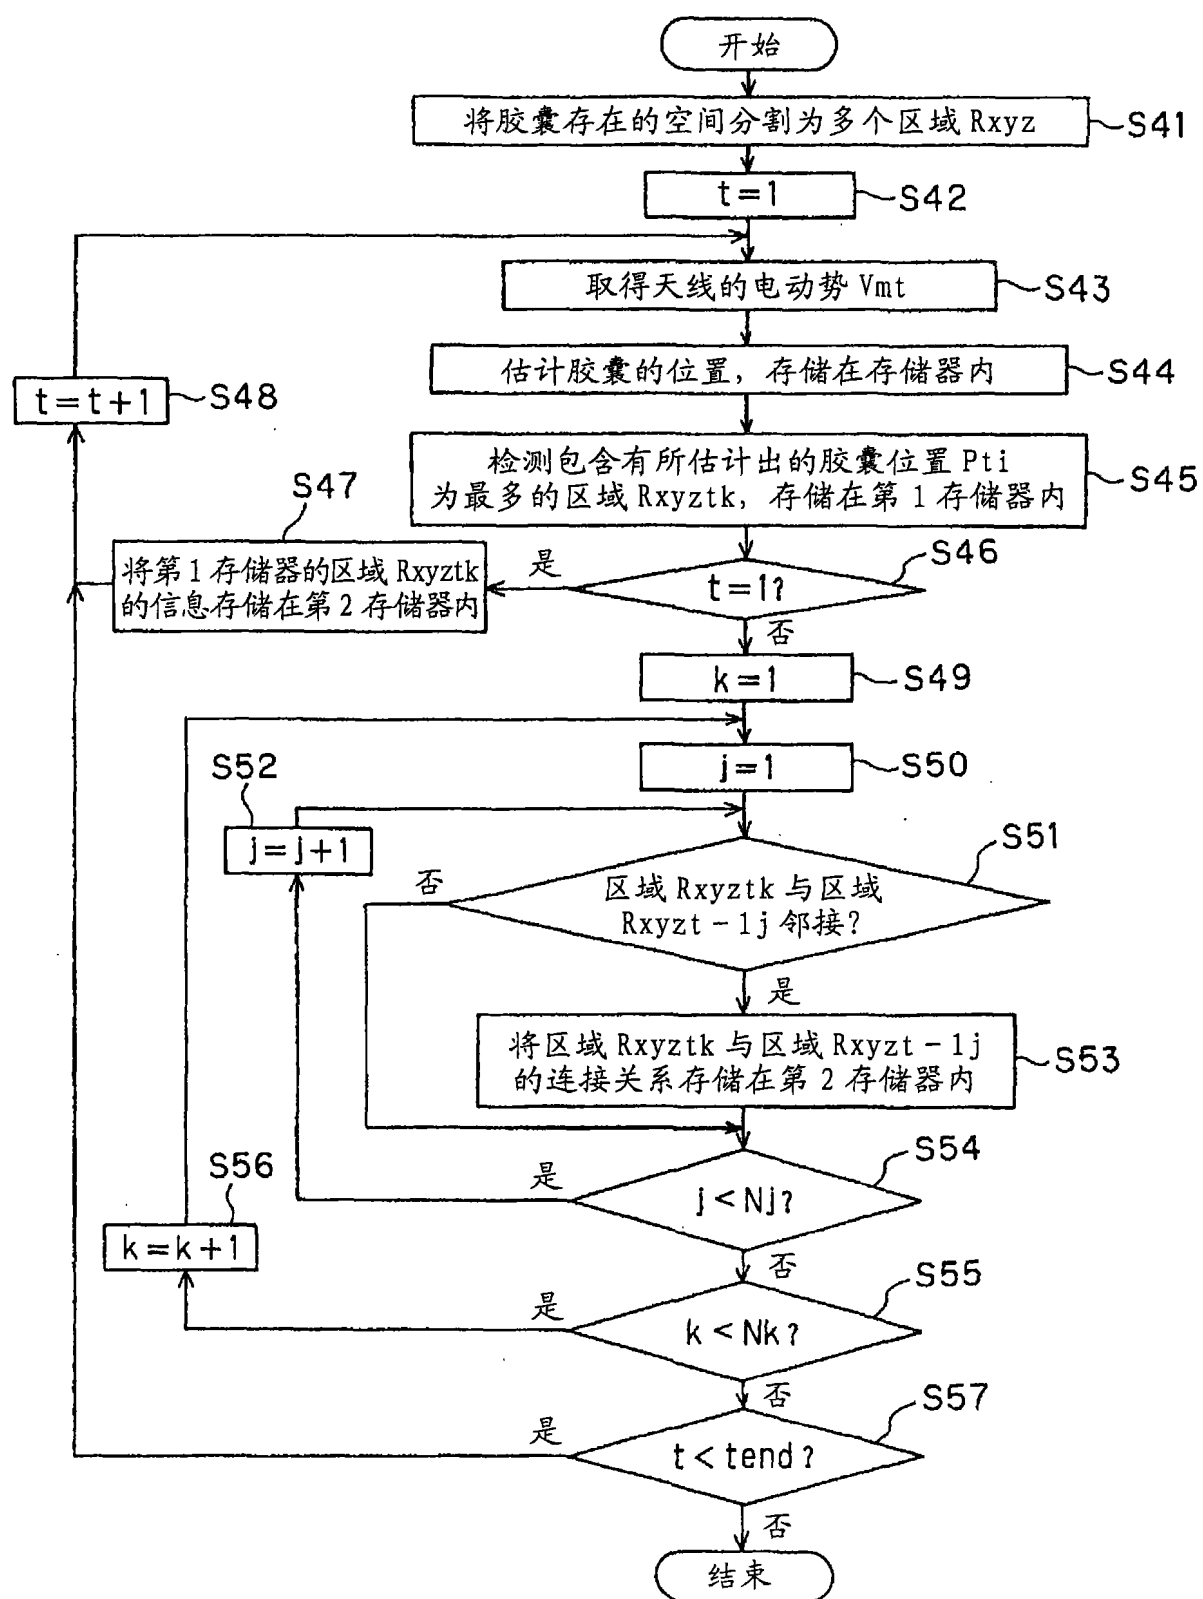 开始
将胶囊存在的空间分割为多个区域 Rxyz
S41
t=1
S42
取得天线的电动势 Vmt
S43
估计胶囊的位置，存储在存储器内
S44
t=t+1
S48
检测包含有所估计出的胶囊位置 Pti
为最多的区域 Rxyztk，存储在第 1 存储器内
S45
S47
将第 1 存储器的区域 Rxyztk
的信息存储在第 2 存储器内
是
t=1?
S46
否
k=1
S49
j=1
S50
S52
j=j+1
否
区域 Rxyztk 与区域
Rxyzt-1j 邻接?
S51
是
将区域 Rxyztk 与区域 Rxyzt-1j
的连接关系存储在第 2 存储器内
S53
是
j<Nj?
S54
S56
k=k+1
否
是
k<Nk?
S55
否
是
t<tend?
S57
否
结束